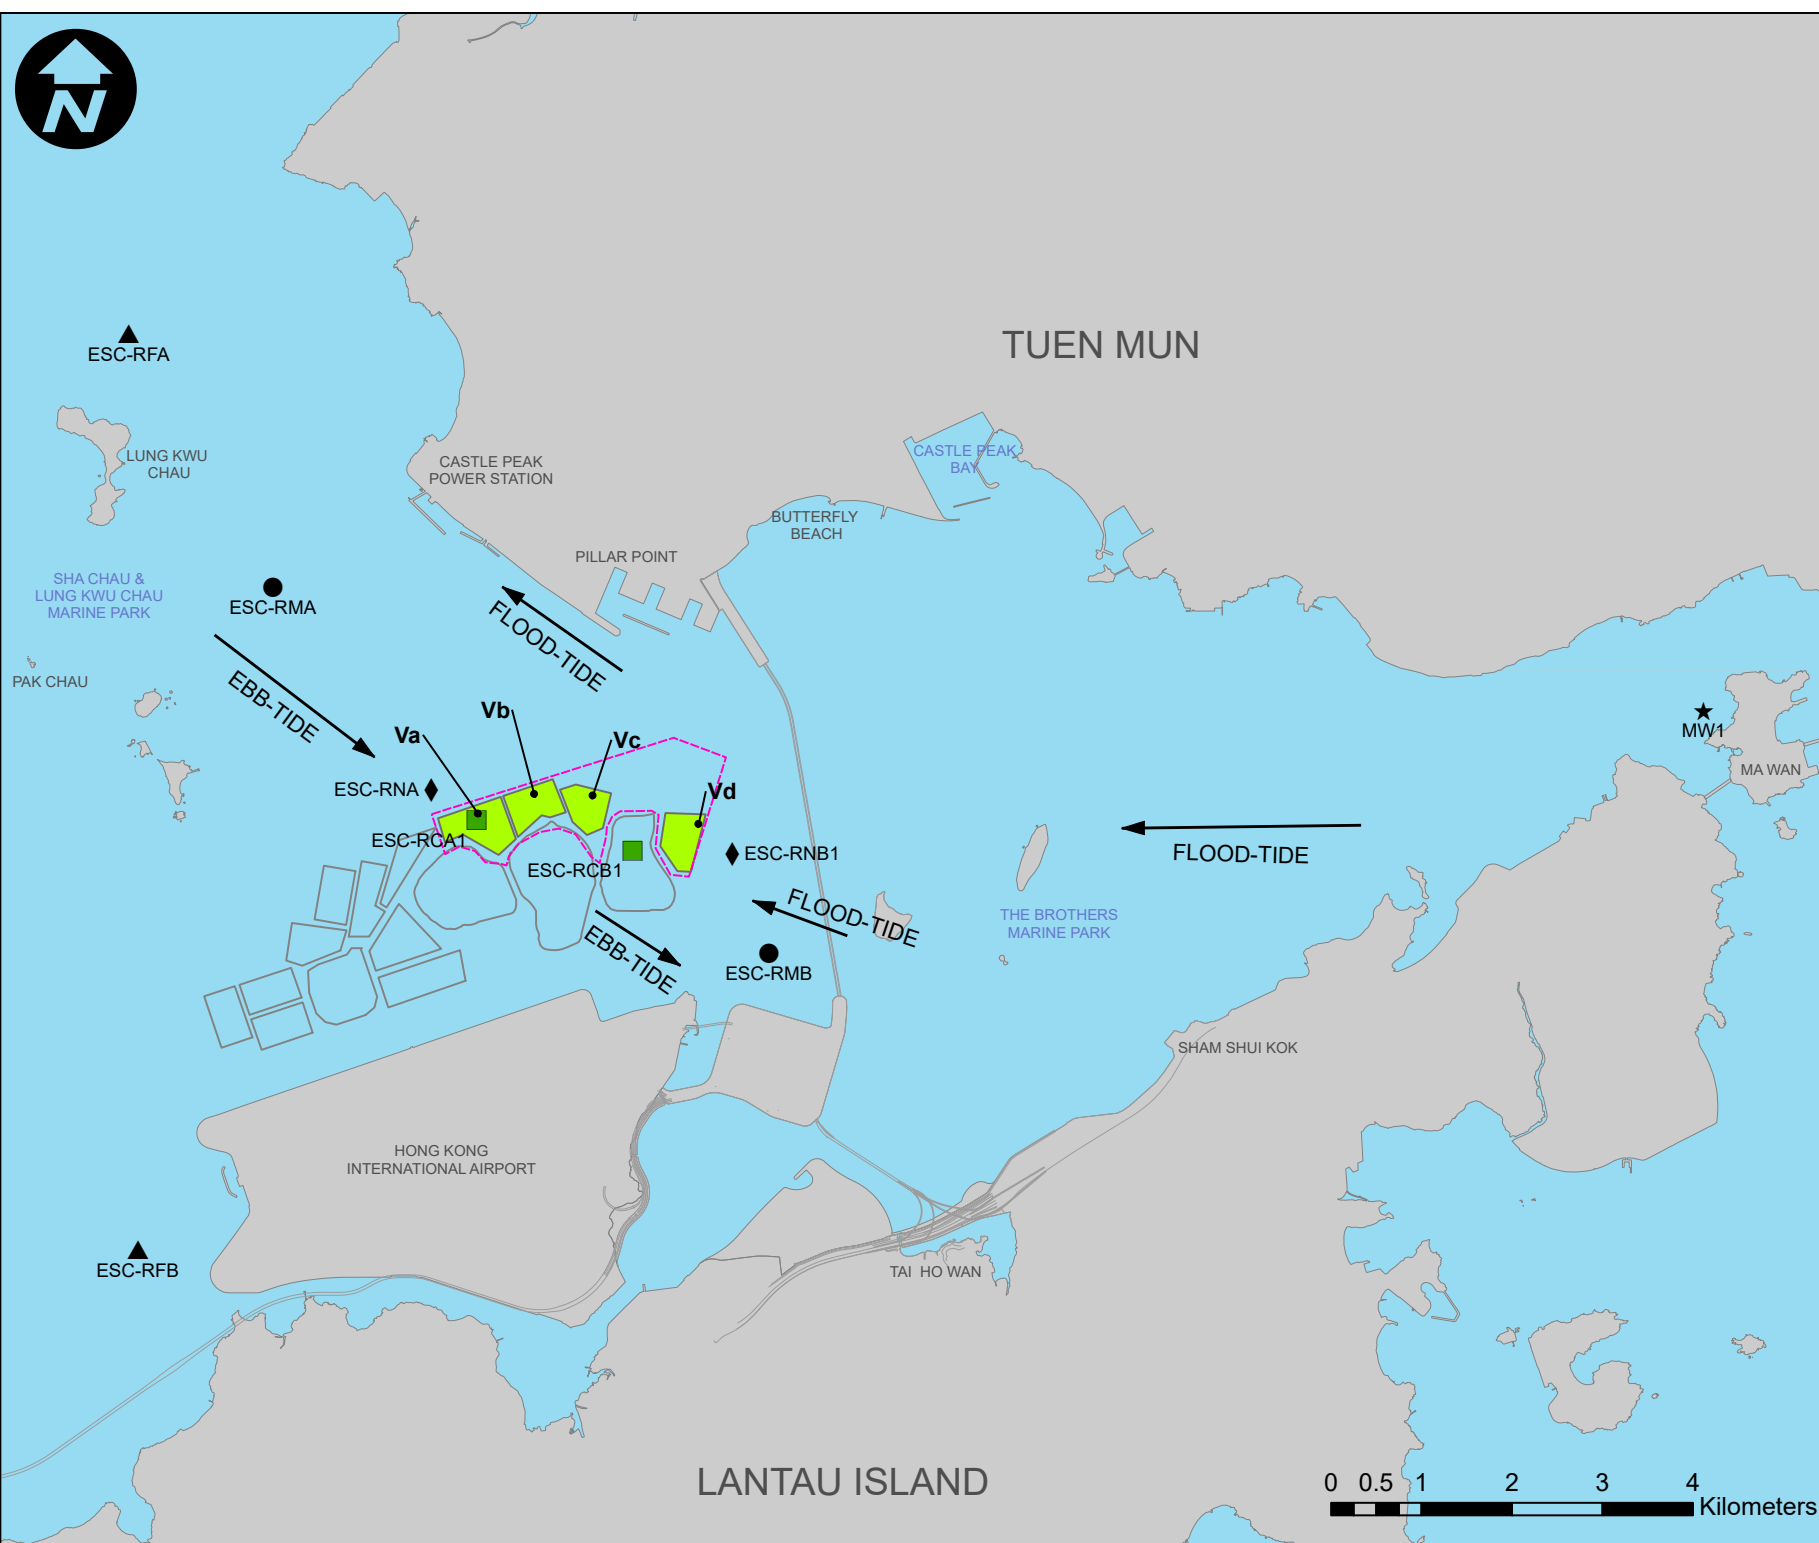 N
TUEN MUN
ESC-RFA
LUNG KWU
CHAU
CASTLE PEAK
POWER STATION
CASTLE PEAK
BAY
BUTTERFLY
BEACH
PILLAR POINT
SHA CHAU &
LUNG KWU CHAU
MARINE PARK
ESC-RMA
FLOOD-TIDE
PAK CHAU
EBB-TIDE
Va
Vb
Vc
Vd
MW1
MA WAN
ESC-RNA
ESC-RCA1
ESC-RCB1
ESC-RNB1
FLOOD-TIDE
FLOOD-TIDE
THE BROTHERS
MARINE PARK
EBB-TIDE
ESC-RMB
SHAM SHUI KOK
HONG KONG
INTERNATIONAL AIRPORT
ESC-RFB
TAI HO WAN
LANTAU ISLAND
0 0.5 1 2 3 4
Kilometers